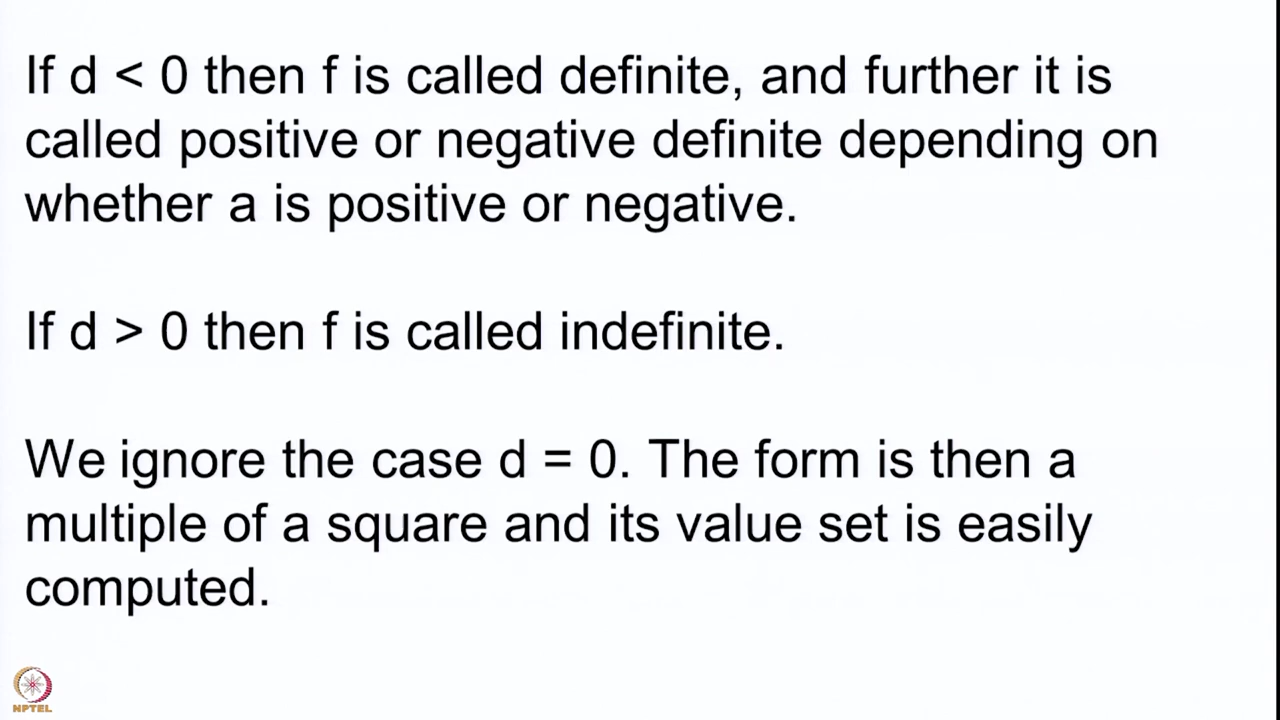 If d < 0 then f is called definite, and further it is
called positive or negative definite depending on
whether a is positive or negative.
If d > 0 then f is called indefinite.
We ignore the case d = 0. The form is then a
multiple of a square and its value set is easily
computed.
NPTEL